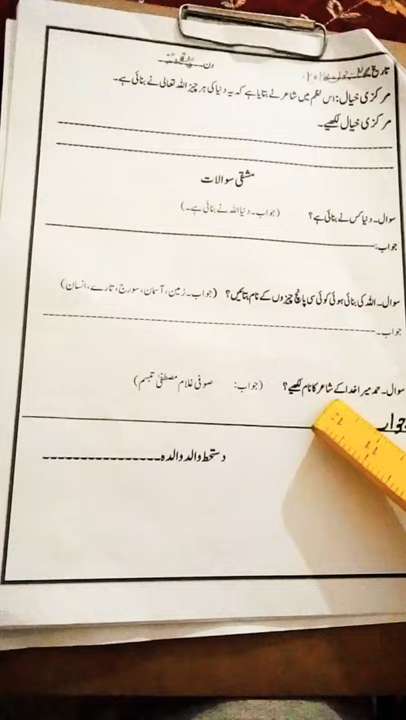 تاریخ دن
مرکزی خیال: اس نظم میں شاعر نے بتایا ہے کہ یہ دنیا کی ہر چیز اللہ تعالی نے بنائی ہے۔
مرکزی خیال لکھیے۔
مشقی سوالات
سوال۔ دنیا کس نے بنائی ہے؟ (جواب۔ دنیا اللہ نے بنائی ہے۔)
جواب:
سوال۔ اللہ کی بنائی ہوئی کوئی سی پانچ چیزوں کے نام بتائیں؟ (جواب۔ زمین، آسمان، سورج، تارے، انسان)
جواب۔
سوال۔ حمد میرا خدا کے شاعر کا نام لکھیے؟ (جواب: صوفی غلام مصطفیٰ تبسم)
دستخط والد والدہ